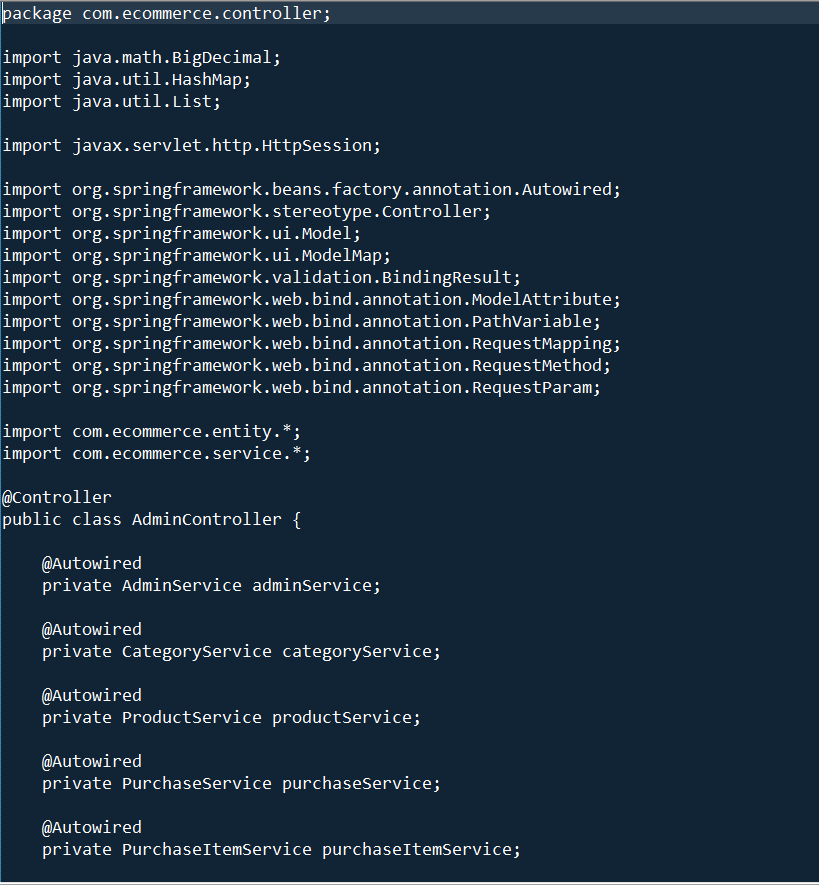 package com.ecommerce.controller;
import java.math.BigDecimal;
import java.util.HashMap;
import java.util.List;
import javax.servlet.http.HttpSession;
import org.springframework.beans.factory.annotation.Autowired;
import org.springframework.stereotype.Controller;
import org.springframework.ui.Model;
import org.springframework.ui.ModelMap;
import org.springframework.validation.BindingResult;
import org.springframework.web.bind.annotation.ModelAttribute;
import org.springframework.web.bind.annotation.PathVariable;
import org.springframework.web.bind.annotation.RequestMapping;
import org.springframework.web.bind.annotation.RequestMethod;
import org.springframework.web.bind.annotation.RequestParam;
import com.ecommerce.entity.*;
import com.ecommerce.service.*;
@Controller
public class AdminController {
@Autowired
private AdminService adminService;
@Autowired
private CategoryService categoryService;
@Autowired
private ProductService productService;
@Autowired
private PurchaseService purchaseService;
@Autowired
private PurchaseItemService purchaseItemService;